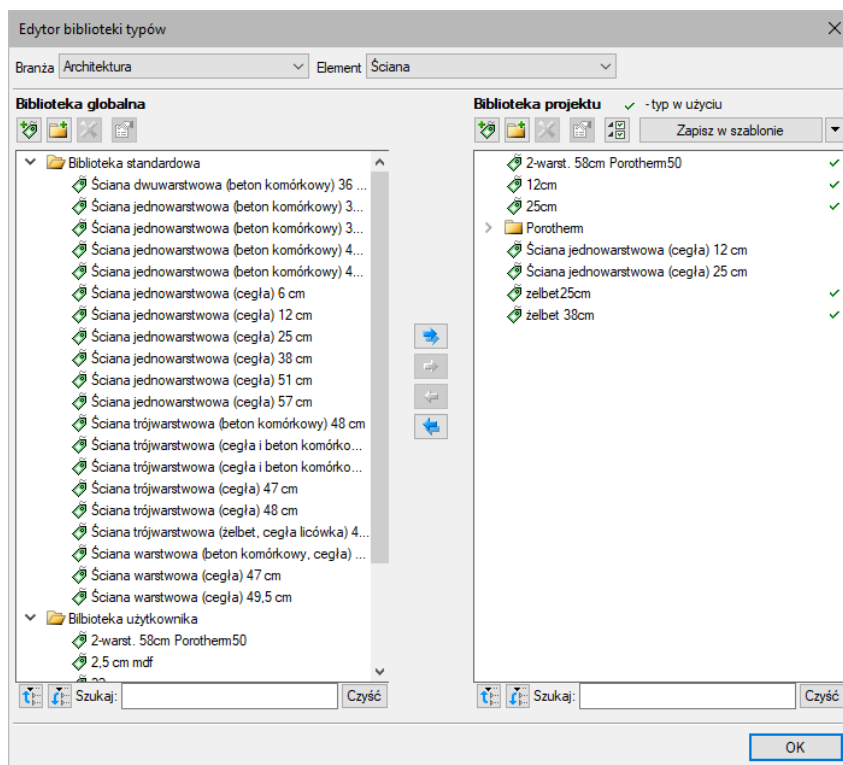 Edytor biblioteki typów
Branża Architektura Element Ściana
Biblioteka globalna
Biblioteka projektu - typ w użyciu
Zapisz w szablonie
Biblioteka standardowa
Ściana dwuwarstwowa (beton komórkowy) 36 ...
Ściana jednowarstwowa (beton komórkowy) 3...
Ściana jednowarstwowa (beton komórkowy) 3...
Ściana jednowarstwowa (beton komórkowy) 4...
Ściana jednowarstwowa (beton komórkowy) 4...
Ściana jednowarstwowa (cegła) 6 cm
Ściana jednowarstwowa (cegła) 12 cm
Ściana jednowarstwowa (cegła) 25 cm
Ściana jednowarstwowa (cegła) 38 cm
Ściana jednowarstwowa (cegła) 51 cm
Ściana jednowarstwowa (cegła) 57 cm
Ściana trójwarstwowa (beton komórkowy) 48 cm
Ściana trójwarstwowa (cegła i beton komórko...
Ściana trójwarstwowa (cegła i beton komórko...
Ściana trójwarstwowa (cegła) 47 cm
Ściana trójwarstwowa (cegła) 48 cm
Ściana trójwarstwowa (żelbet, cegła licówka) 4...
Ściana warstwowa (beton komórkowy, cegła) ...
Ściana warstwowa (cegła) 47 cm
Ściana warstwowa (cegła) 49,5 cm
Bilbioteka użytkownika
2-warst. 58cm Porotherm50
2,5 cm mdf
2-warst. 58cm Porotherm50
12cm
25cm
Porotherm
Ściana jednowarstwowa (cegła) 12 cm
Ściana jednowarstwowa (cegła) 25 cm
zelbet25cm
żelbet 38cm
Szukaj: Czyść
Szukaj: Czyść
OK